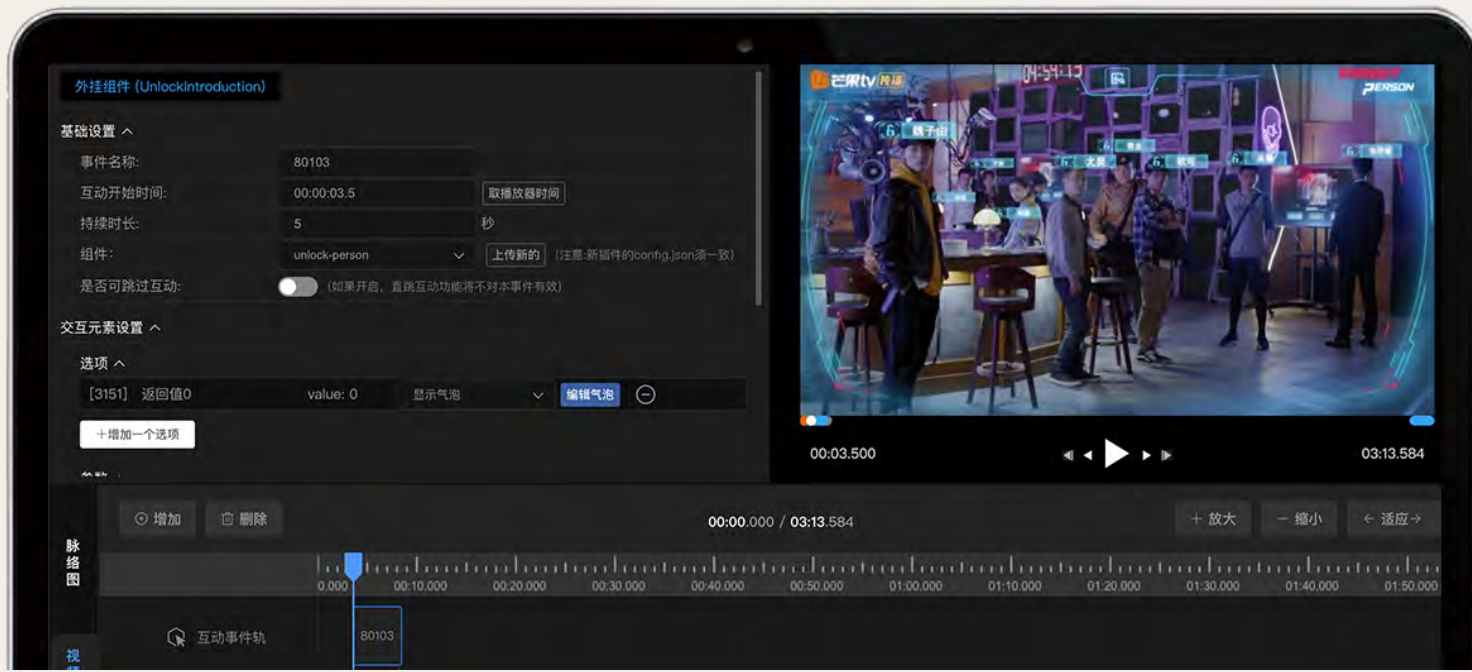 外挂组件 (UnlockIntroduction)
基础设置
事件名称: 80103
互动开始时间: 00:00:03.5 取播放器时间
持续时长: 5 秒
组件: unlock-person 上传新的 (注意:新插件的config.json须一致)
是否可跳过互动: (如果开启、直跳互动功能将不对本事件有效)
交互元素设置
选项
[3151] 返回值0 value: 0 显示气泡 编辑气泡
+增加一个选项
芒果tv
04:54:13
PERSON
魏子由
00:03.500 03:13.584
增加 删除 00:00.000 / 03:13.584 + 放大 - 缩小 ← 适应→
脉络图
0.000 00:10.000 00:20.000 00:30.000 00:40.000 00:50.000 01:00.000 01:10.000 01:20.000 01:30.000 01:40.000 01:50.000
互动事件轨 80103
视